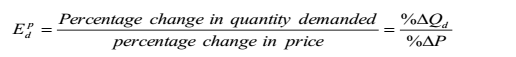 E_d^p = Percentage change in quantity demanded / percentage change in price = %ΔQ_d / %ΔP